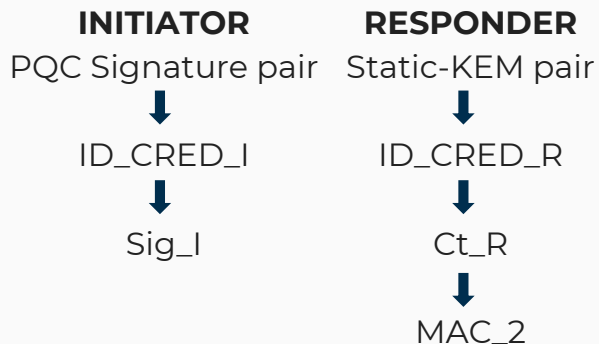 INITIATOR RESPONDER
PQC Signature pair Static-KEM pair
ID_CRED_I ID_CRED_R
Sig_I Ct_R
MAC_2